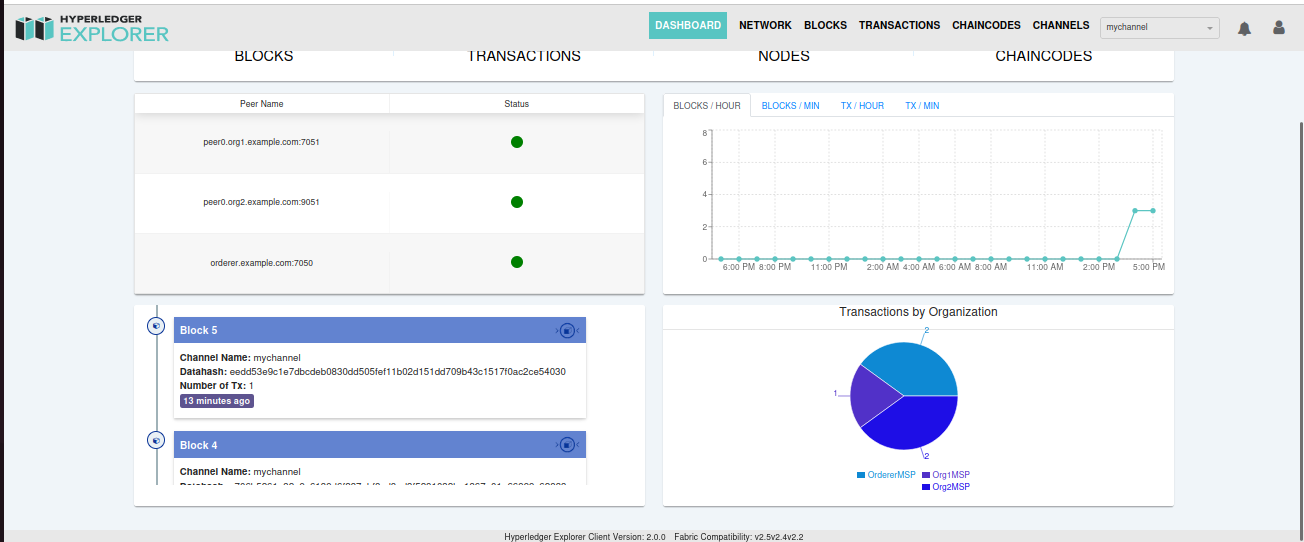 HYPERLEDGER
EXPLORER
DASHBOARD NETWORK BLOCKS TRANSACTIONS CHAINCODES CHANNELS mychannel
BLOCKS TRANSACTIONS NODES CHAINCODES
Peer Name Status
peer0.org1.example.com:7051
peer0.org2.example.com:9051
orderer.example.com:7050
BLOCKS / HOUR BLOCKS / MIN TX / HOUR TX / MIN
8
6
4
2
0
6:00 PM 8:00 PM 11:00 PM 2:00 AM 4:00 AM 6:00 AM 8:00 AM 11:00 AM 2:00 PM 5:00 PM
Block 5
Channel Name: mychannel
Datahash: eedd53e9c1e7dbcdeb0830dd505fef11b02d151dd709b43c1517f0ac2ce54030
Number of Tx: 1
13 minutes ago
Block 4
Channel Name: mychannel
Transactions by Organization
2
1
2
OrdererMSP Org1MSP
Org2MSP
Hyperledger Explorer Client Version: 2.0.0 Fabric Compatibility: v2.5v2.4v2.2